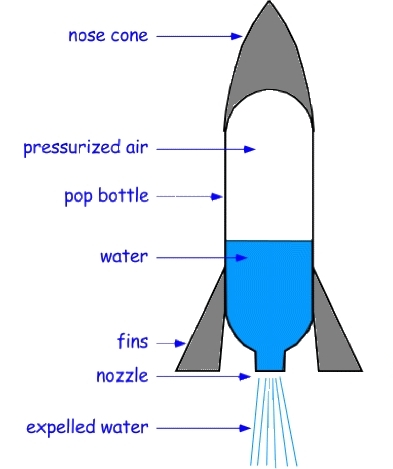 nose cone
pressurized air
pop bottle
water
fins
nozzle
expelled water